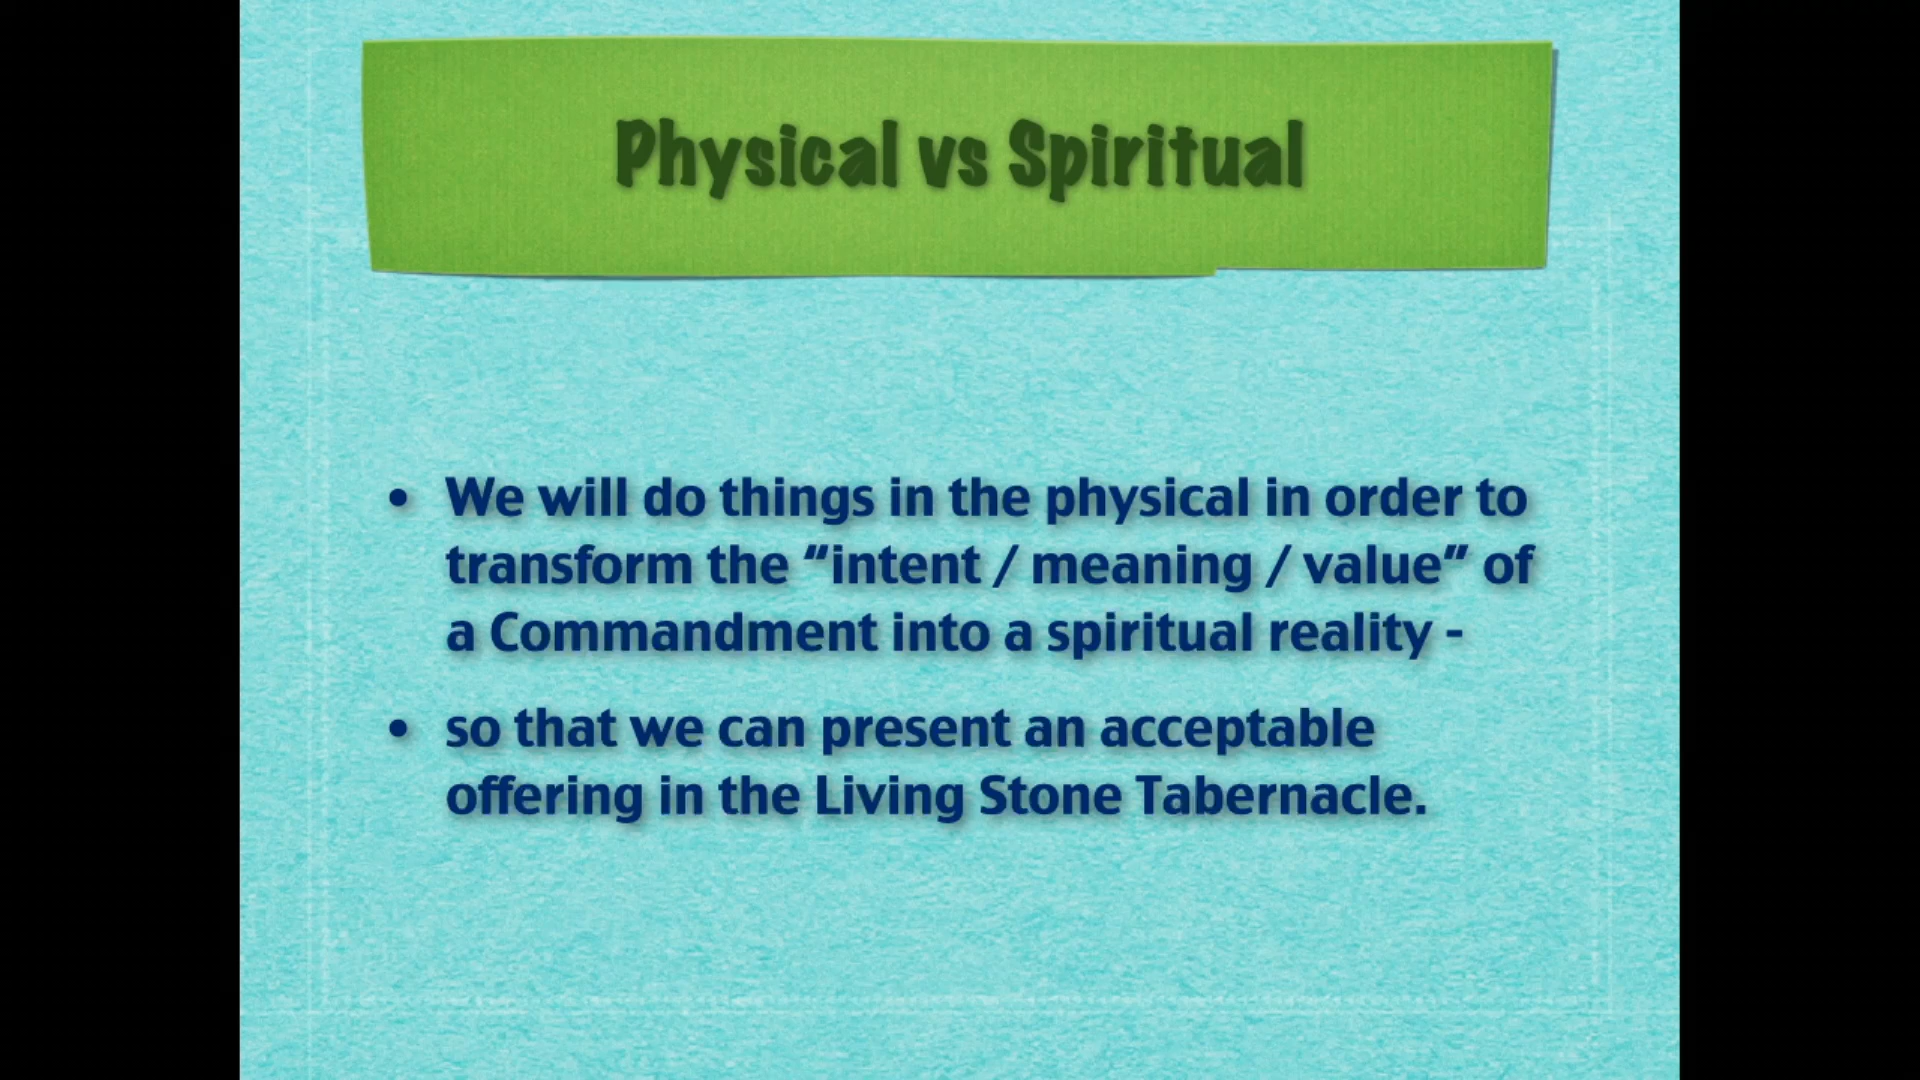 Physical vs Spiritual
• We will do things in the physical in order to
transform the “intent / meaning / value” of
a Commandment into a spiritual reality -
• so that we can present an acceptable
offering in the Living Stone Tabernacle.